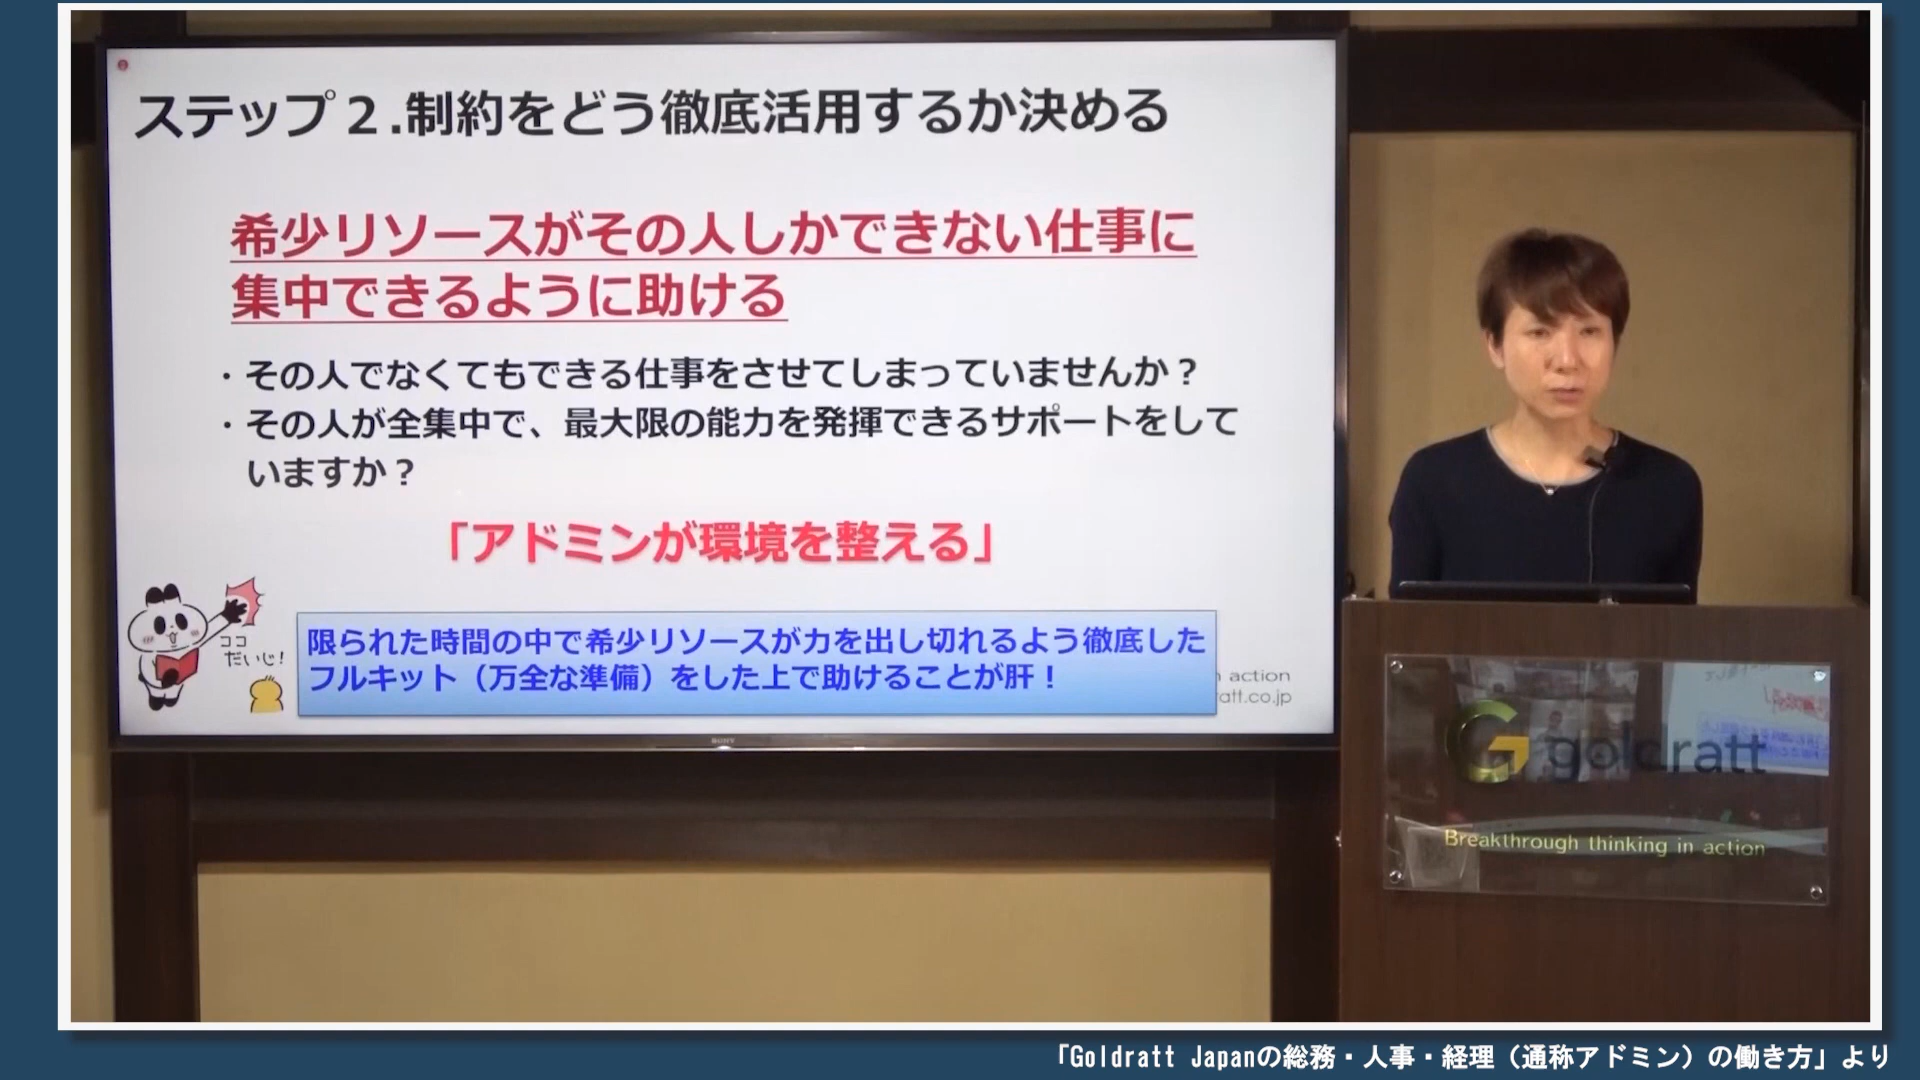 ステップ２.制約をどう徹底活用するか決める
希少リソースがその人しかできない仕事に
集中できるように助ける
・その人でなくてもできる仕事をさせてしまっていませんか？
・その人が全集中で、最大限の能力を発揮できるサポートをして
いますか？
「アドミンが環境を整える」
ココ
だいじ！
限られた時間の中で希少リソースが力を出し切れるよう徹底した
フルキット（万全な準備）をした上で助けることが肝！
action
att.co.jp
SONY
goldratt
Breakthrough thinking in action
「Goldratt Japanの総務・人事・経理（通称アドミン）の働き方」より